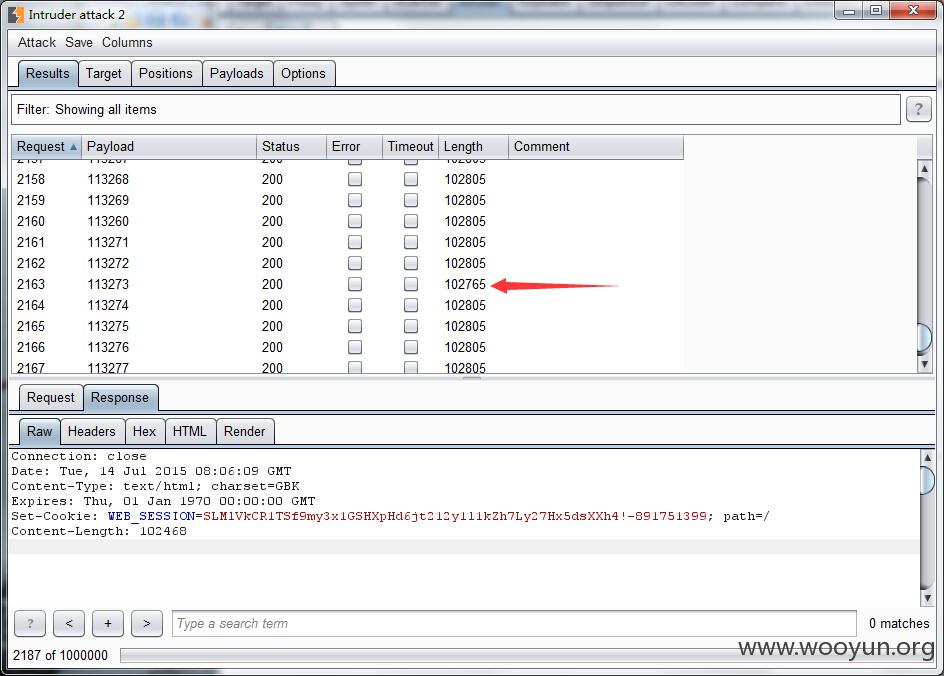 Intruder attack 2
Attack Save Columns
Results Target Positions Payloads Options
Filter: Showing all items ?
Request Payload Status Error Timeout Length Comment
2158 113268 200 102805
2159 113269 200 102805
2160 113260 200 102805
2161 113271 200 102805
2162 113272 200 102805
2163 113273 200 102765
2164 113274 200 102805
2165 113275 200 102805
2166 113276 200 102805
2167 113277 200 102805
Request Response
Raw Headers Hex HTML Render
Connection: close
Date: Tue, 14 Jul 2015 08:06:09 GMT
Content-Type: text/html; charset=GBK
Expires: Thu, 01 Jan 1970 00:00:00 GMT
Set-Cookie: WEB_SESSION=SLM1VkCR1TSf9my3x1GSHXpHd6jt212y1l1kZh7Ly27Hx5dsXXh4!-891751399; path=/
Content-Length: 102468
? < + > Type a search term 0 matches
www.wooyun.org
2187 of 1000000